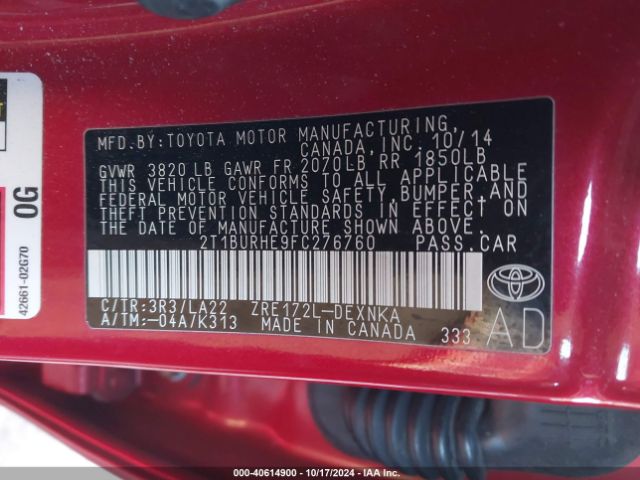 MFD.BY: TOYOTA MOTOR MANUFACTURING,
CANADA, INC. 10/14
GVWR 3820 LB GAWR FR 2070LB, RR 1850LB
THIS VEHICLE CONFORMS TO ALL APPLICABLE
FEDERAL MOTOR VEHICLE SAFETY, BUMPER, AND
THEFT PREVENTION STANDARDS IN EFFECT ON
THE DATE OF MANUFACTURE SHOWN ABOVE.
2T1BURHE9FC276760 PASS.CAR
C/TR:3R3/LA22 ZRE172L-DEXNKA
A/TM:-04A/K313 MADE IN CANADA 333
TOYOTA
AD
42661-02G70
OG
000-40614900 - 10/17/2024 - IAA Inc.